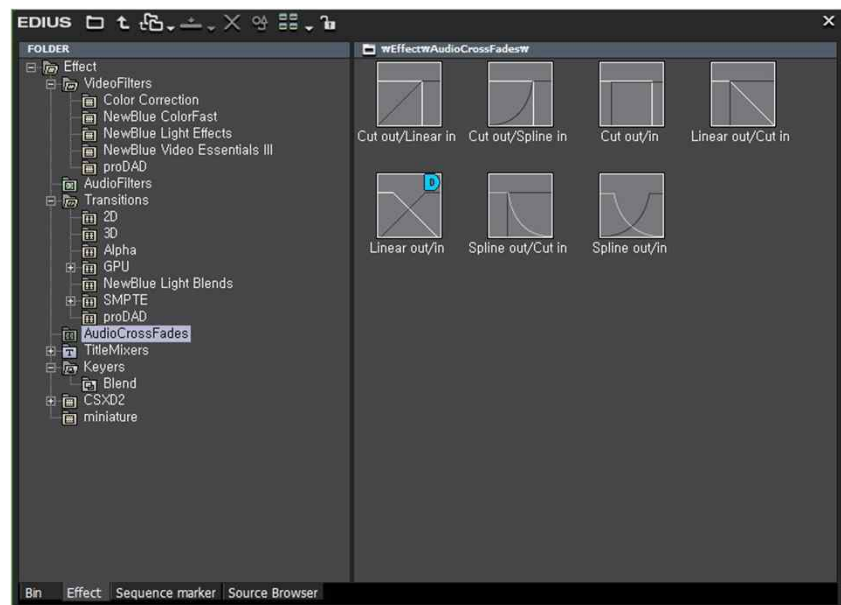 EDIUS
FOLDER
Effect
VideoFilters
Color Correction
NewBlue ColorFast
NewBlue Light Effects
NewBlue Video Essentials III
proDAD
AudioFilters
Transitions
2D
3D
Alpha
GPU
NewBlue Light Blends
SMPTE
proDAD
AudioCrossFades
TitleMixers
Keyers
Blend
CSXD2
miniature
₩Effect₩AudioCrossFades₩
Cut out/Linear in
Cut out/Spline in
Cut out/in
Linear out/Cut in
D
Linear out/in
Spline out/Cut in
Spline out/in
Bin Effect Sequence marker Source Browser